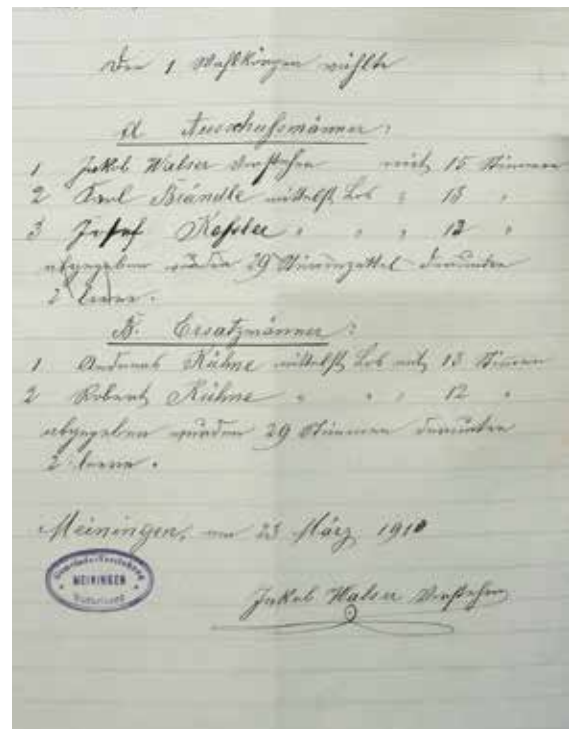 Der 1 Wahlkörper wählte
A. Ausschußmänner:
1 Jakob Walser Vorsteher mit 15 Stimmen
2 Karl Brändle mittelst Los " 13 "
3 Josef Kessler " " " 12 "
abgegeben wurden 29 Stimmzettel darunter
2 leere.
B. Ersatzmänner:
1 Andreas Kühne mittelst Los mit 13 Stimmen
2 Robert Kühne " " " 12 "
abgegeben wurden 29 Stimmen darunter
2 leere.
Meiningen, am 23 März 1910
Gemeinde-Vorstehung
MEININGEN
Vorarlberg
Jakob Walser Vorsteher